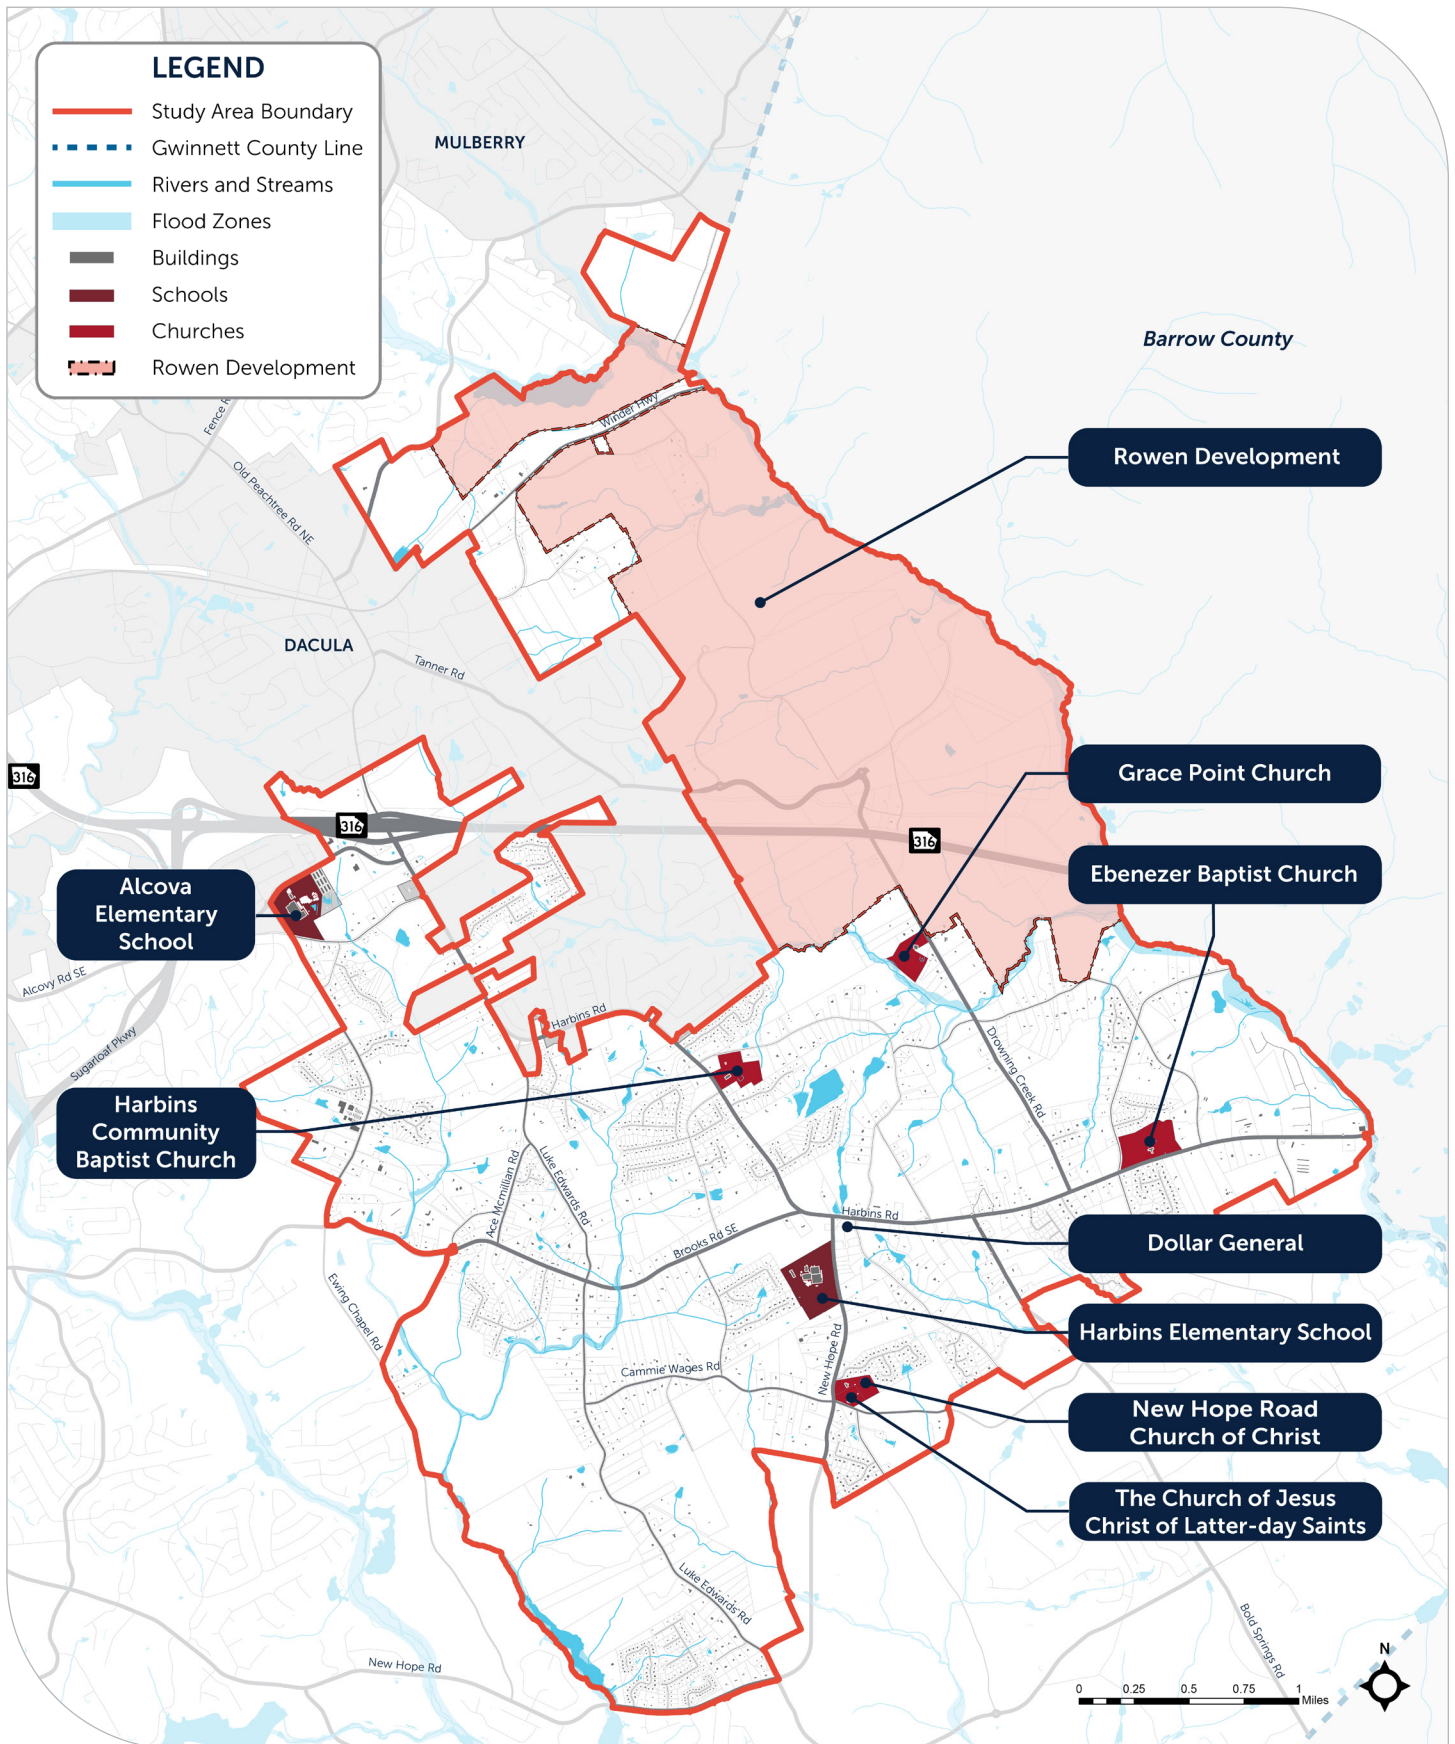 LEGEND
Study Area Boundary
Gwinnett County Line
Rivers and Streams
Flood Zones
Buildings
Schools
Churches
Rowen Development
MULBERRY
Barrow County
Fence R
Winder Hwy
Rowen Development
Old Peachtree Rd NE
DACULA
Tanner Rd
316
316
316
Grace Point Church
Ebenezer Baptist Church
Alcova
Elementary
School
Alcovy Rd SE
Sugarloaf Pkwy
Harbins Rd
Drowning Creek Rd
Harbins
Community
Baptist Church
Ace Mcmillian Rd
Luke Edwards Rd
Harbins Rd
Brooks Rd SE
Dollar General
Ewing Chapel Rd
Harbins Elementary School
New Hope Rd
Cammie Wages Rd
New Hope Road
Church of Christ
The Church of Jesus
Christ of Latter-day Saints
Luke Edwards Rd
New Hope Rd
Bold Springs Rd
N
0 0.25 0.5 0.75 1
Miles